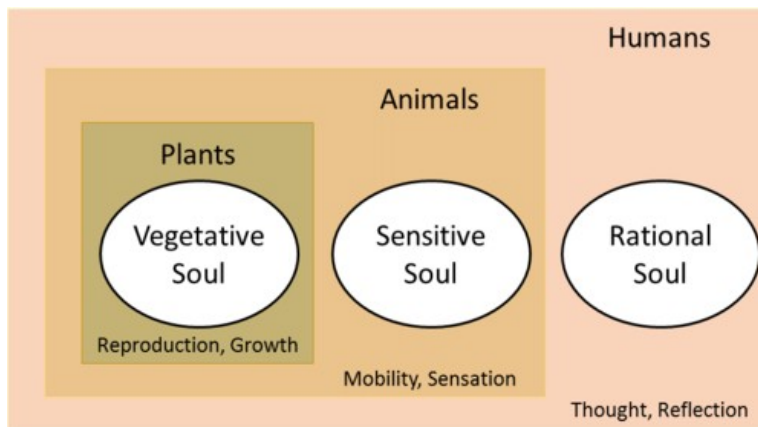 Humans
Animals
Plants
Vegetative
Soul
Sensitive
Soul
Rational
Soul
Reproduction, Growth
Mobility, Sensation
Thought, Reflection